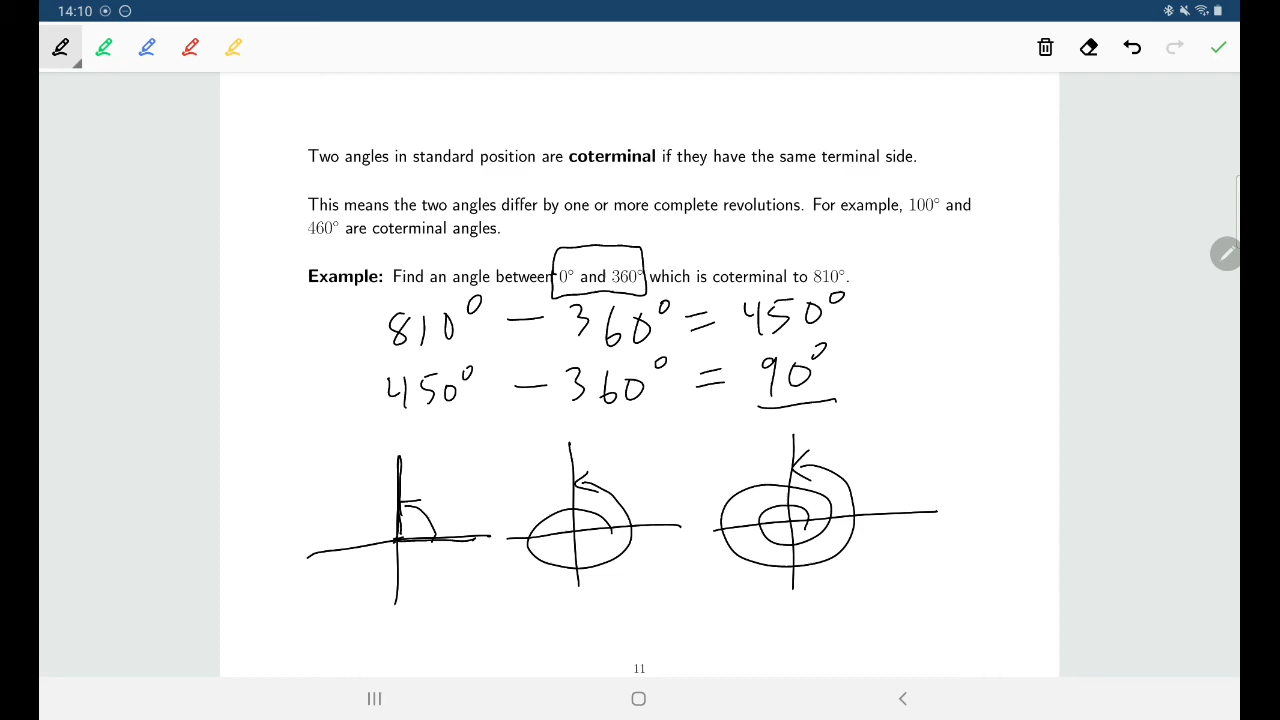 14:10
Two angles in standard position are coterminal if they have the same terminal side.
This means the two angles differ by one or more complete revolutions. For example, 100° and
460° are coterminal angles.
Example: Find an angle between 0° and 360° which is coterminal to 810°.
810° − 360° = 450°
450° − 360° = 90°
11